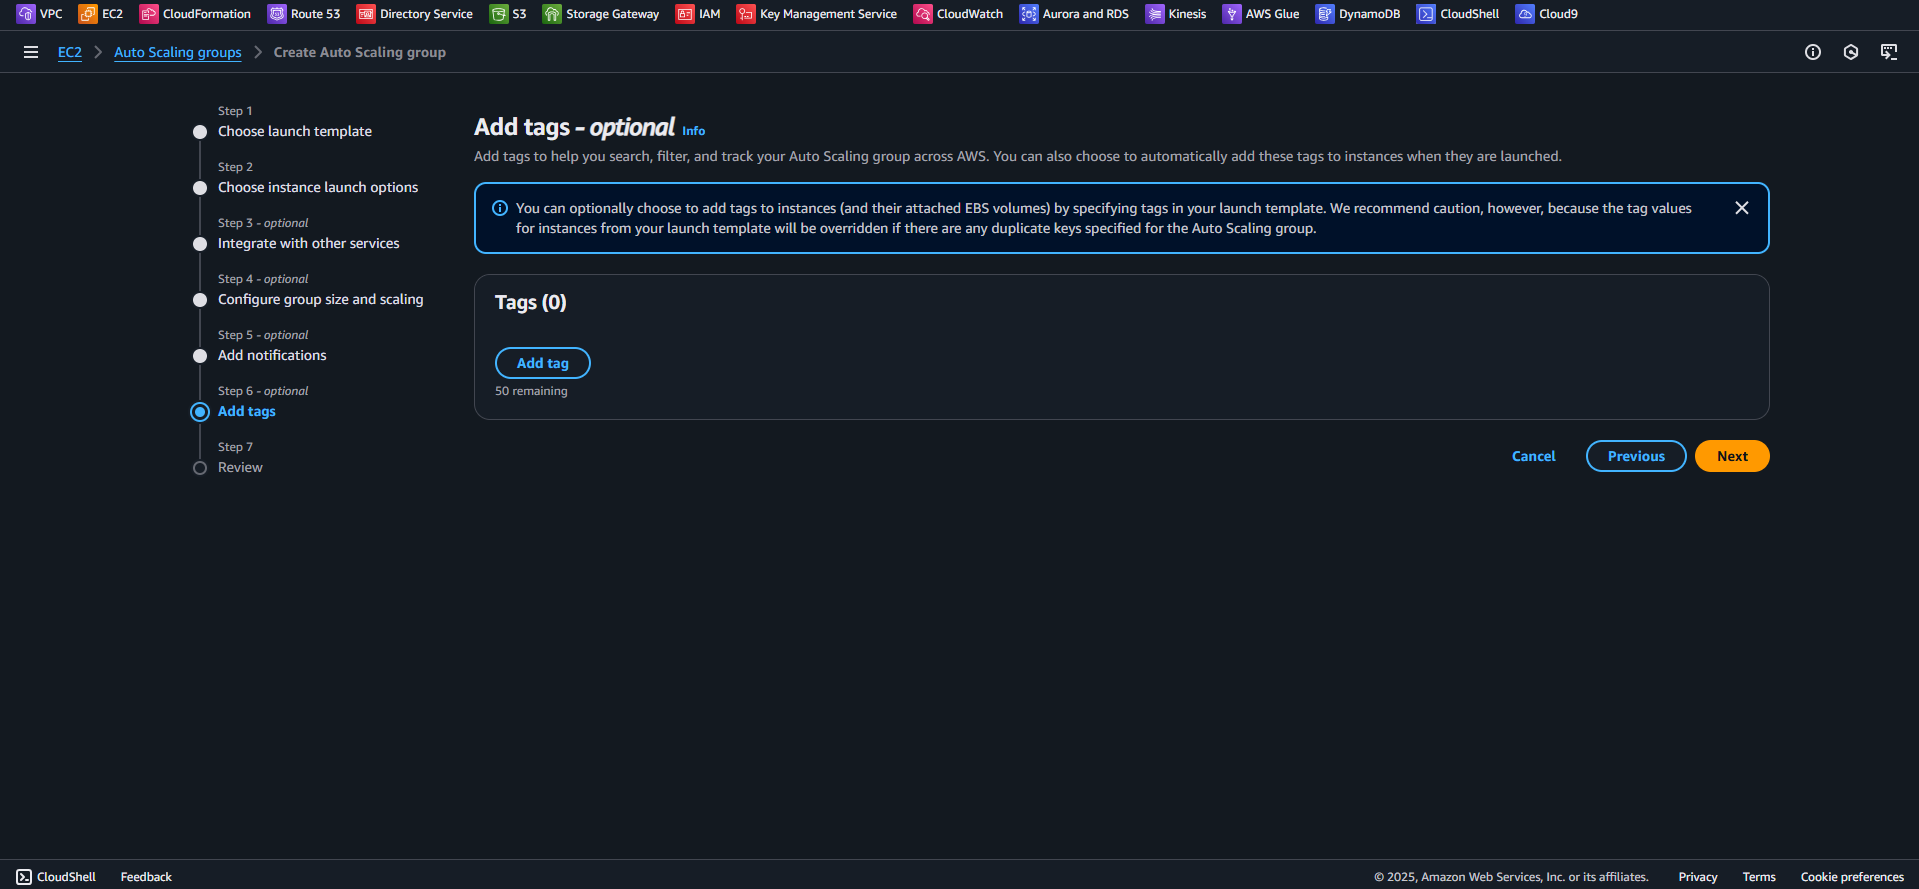 VPC EC2 CloudFormation Route 53 Directory Service S3 Storage Gateway IAM Key Management Service CloudWatch Aurora and RDS Kinesis AWS Glue DynamoDB CloudShell Cloud9
EC2 Auto Scaling groups Create Auto Scaling group
Step 1
Choose launch template
Step 2
Choose instance launch options
Step 3 - optional
Integrate with other services
Step 4 - optional
Configure group size and scaling
Step 5 - optional
Add notifications
Step 6 - optional
Add tags
Step 7
Review
Add tags - optional Info
Add tags to help you search, filter, and track your Auto Scaling group across AWS. You can also choose to automatically add these tags to instances when they are launched.
You can optionally choose to add tags to instances (and their attached EBS volumes) by specifying tags in your launch template. We recommend caution, however, because the tag values
for instances from your launch template will be overridden if there are any duplicate keys specified for the Auto Scaling group.
Tags (0)
Add tag
50 remaining
Cancel Previous Next
CloudShell Feedback © 2025, Amazon Web Services, Inc. or its affiliates. Privacy Terms Cookie preferences